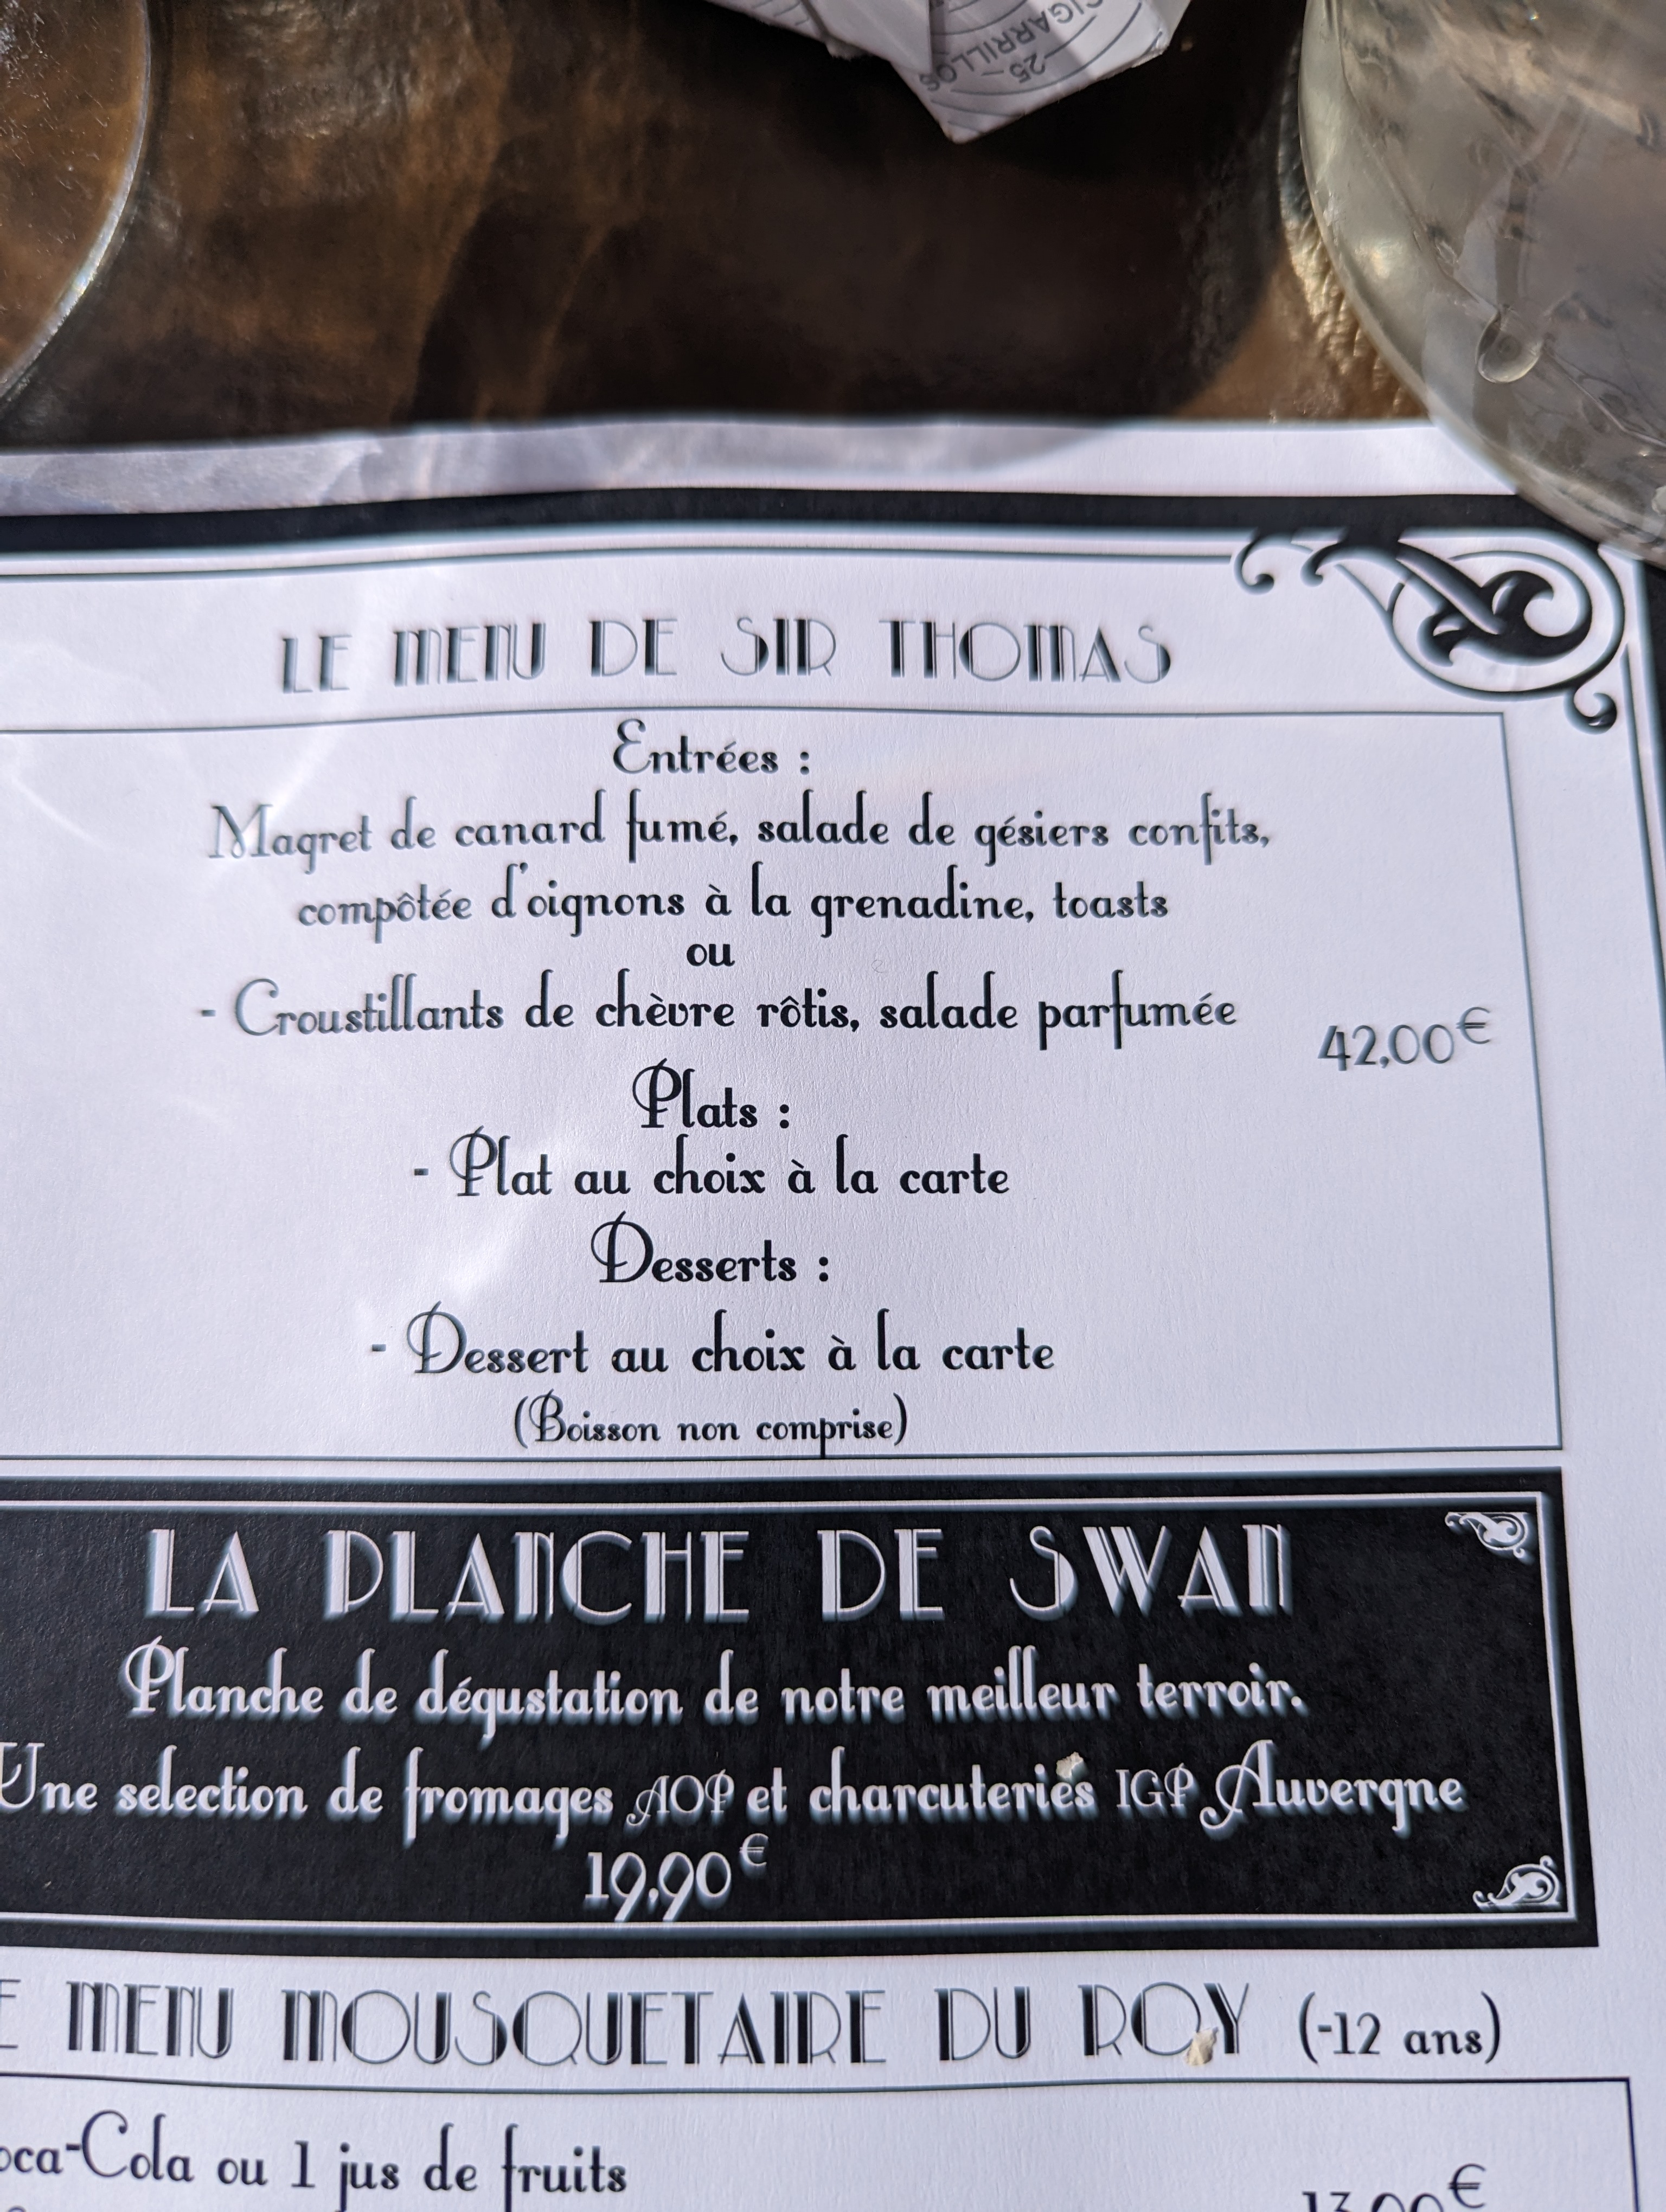 CIGARRILLOS
25
LE MENU DE SIR THOMAS
Entrées :
Magret de canard fumé, salade de gésiers confits,
compôtée d'oignons à la grenadine, toasts
ou
- Croustillants de chèvre rôtis, salade parfumée
42,00€
Plats :
- Plat au choix à la carte
Desserts :
- Dessert au choix à la carte
(Boisson non comprise)
LA PLANCHE DE SWAN
Planche de dégustation de notre meilleur terroir.
Une selection de fromages AOP et charcuteries IGP Auvergne
19,90€
E MENU MOUSQUETAIRE DU ROY (-12 ans)
oca-Cola ou 1 jus de fruits
13,00€